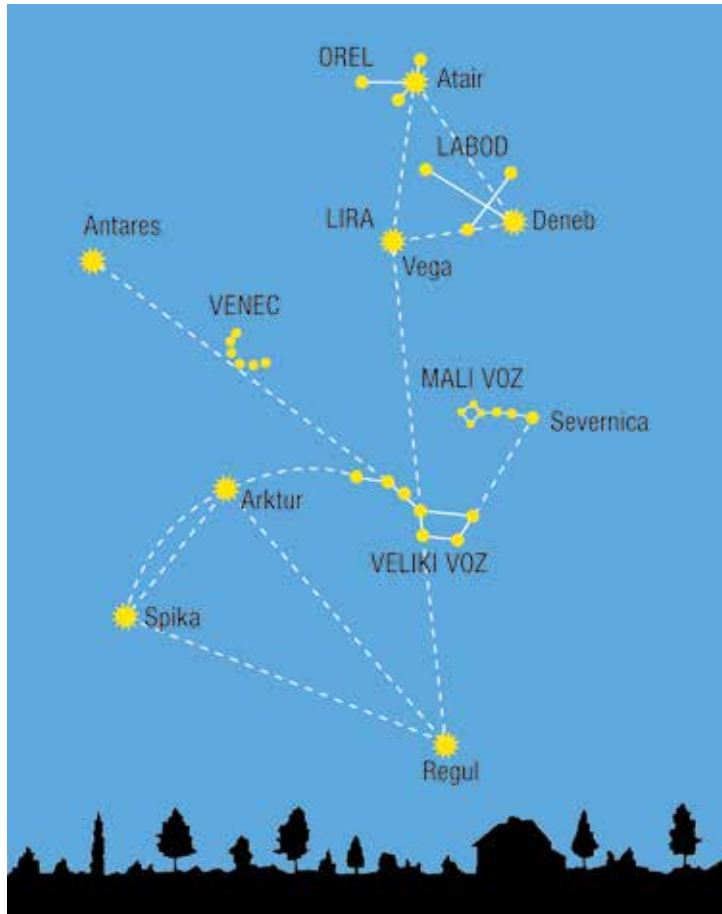 OREL
Atair
LABOD
Deneb
LIRA
Vega
Antares
VENEC
MALI VOZ
Severnica
Arktur
VELIKI VOZ
Spika
Regul